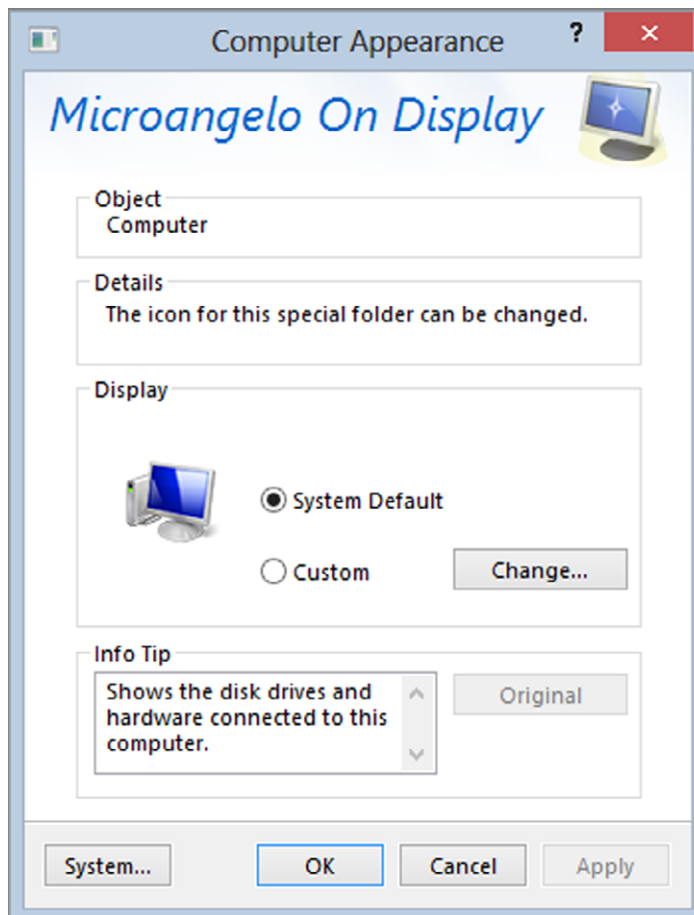 Computer Appearance ? ×
Microangelo On Display
Object
Computer
Details
The icon for this special folder can be changed.
Display
System Default
Custom Change...
Info Tip
Shows the disk drives and
hardware connected to this
computer.
Original
System... OK Cancel Apply